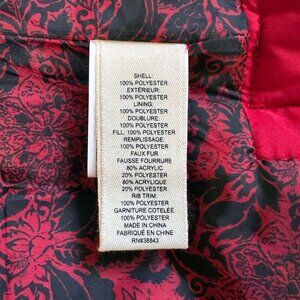 SHELL:
100% POLYESTER
EXTÉRIEUR:
100% POLYESTER
LINING:
100% POLYESTER
DOUBLURE:
100% POLYESTER
FILL: 100% POLYESTER
REMPLISSAGE:
100% POLYESTER
FAUX FUR
FAUSSE FOURRURE
80% ACRYLIC
20% POLYESTER
80% ACRYLIQUE
20% POLYESTER
RIB TRIM:
100% POLYESTER
GARNITURE COTELÉE:
100% POLYESTER
MADE IN CHINA
FABRIQUÉ EN CHINE
RN#38843